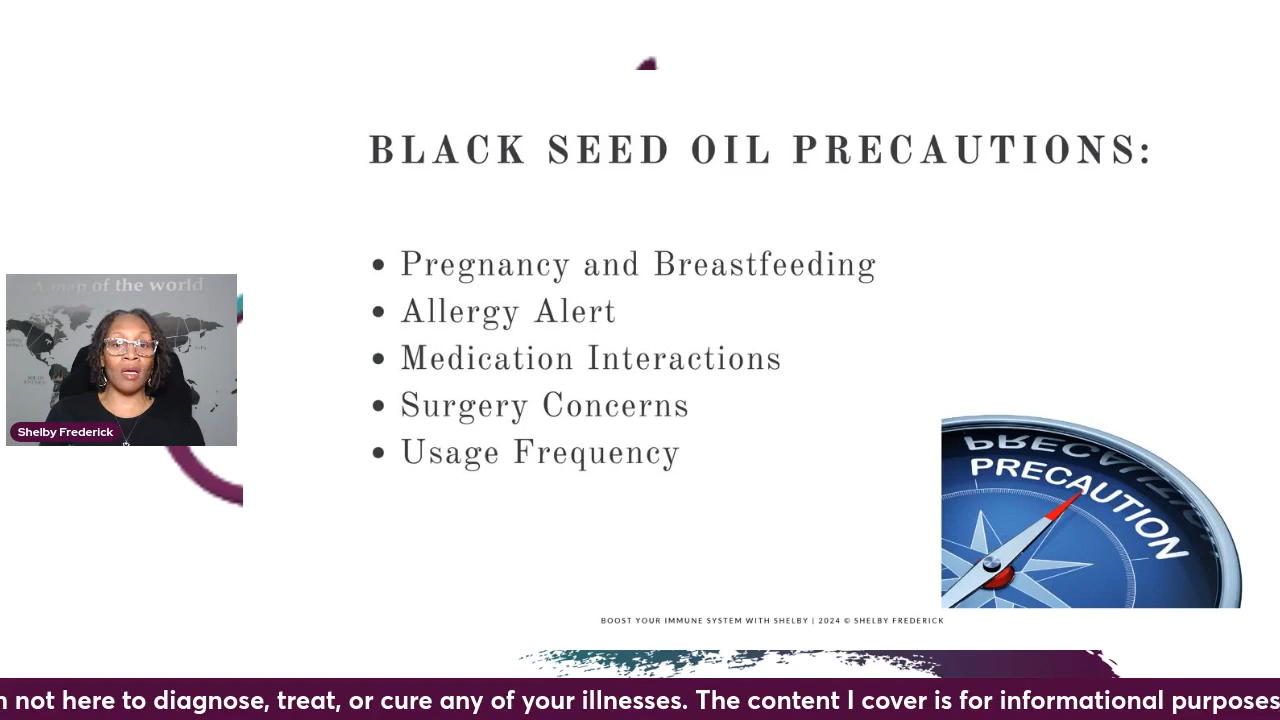 BLACK SEED OIL PRECAUTIONS:
• Pregnancy and Breastfeeding
• Allergy Alert
• Medication Interactions
• Surgery Concerns
• Usage Frequency
A map of the world
Shelby Frederick
PRECAUTION
PRECAUTION
BOOST YOUR IMMUNE SYSTEM WITH SHELBY | 2024 © SHELBY FREDERICK
not here to diagnose, treat, or cure any of your illnesses. The content I cover is for informational purposes